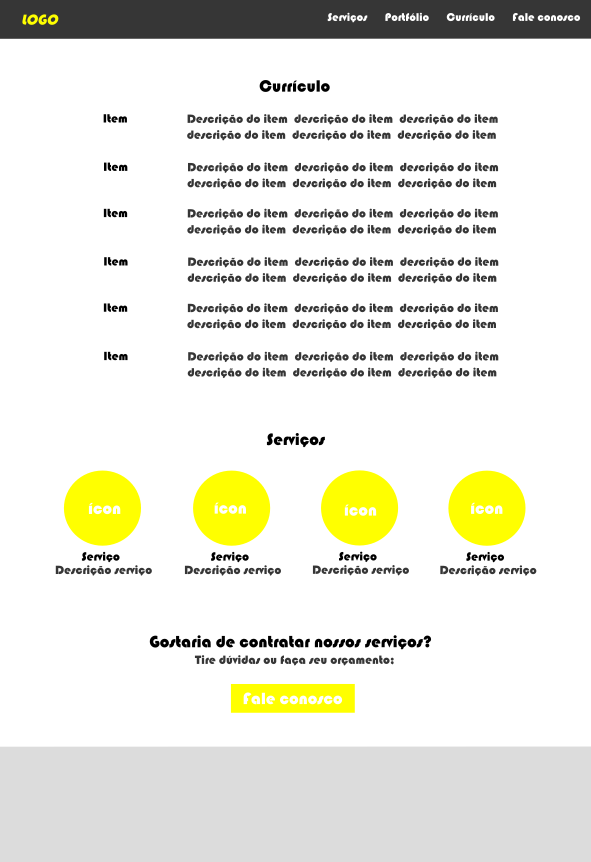 LOGO Serviços Portfólio Currículo Fale conosco
Currículo
Item Descrição do item descrição do item descrição do item
descrição do item descrição do item descrição do item
Item Descrição do item descrição do item descrição do item
descrição do item descrição do item descrição do item
Item Descrição do item descrição do item descrição do item
descrição do item descrição do item descrição do item
Item Descrição do item descrição do item descrição do item
descrição do item descrição do item descrição do item
Item Descrição do item descrição do item descrição do item
descrição do item descrição do item descrição do item
Item Descrição do item descrição do item descrição do item
descrição do item descrição do item descrição do item
Serviços
ícon ícon ícon ícon
Serviço Serviço Serviço Serviço
Descrição serviço Descrição serviço Descrição serviço Descrição serviço
Gostaria de contratar nossos serviços?
Tire dúvidas ou faça seu orçamento:
Fale conosco